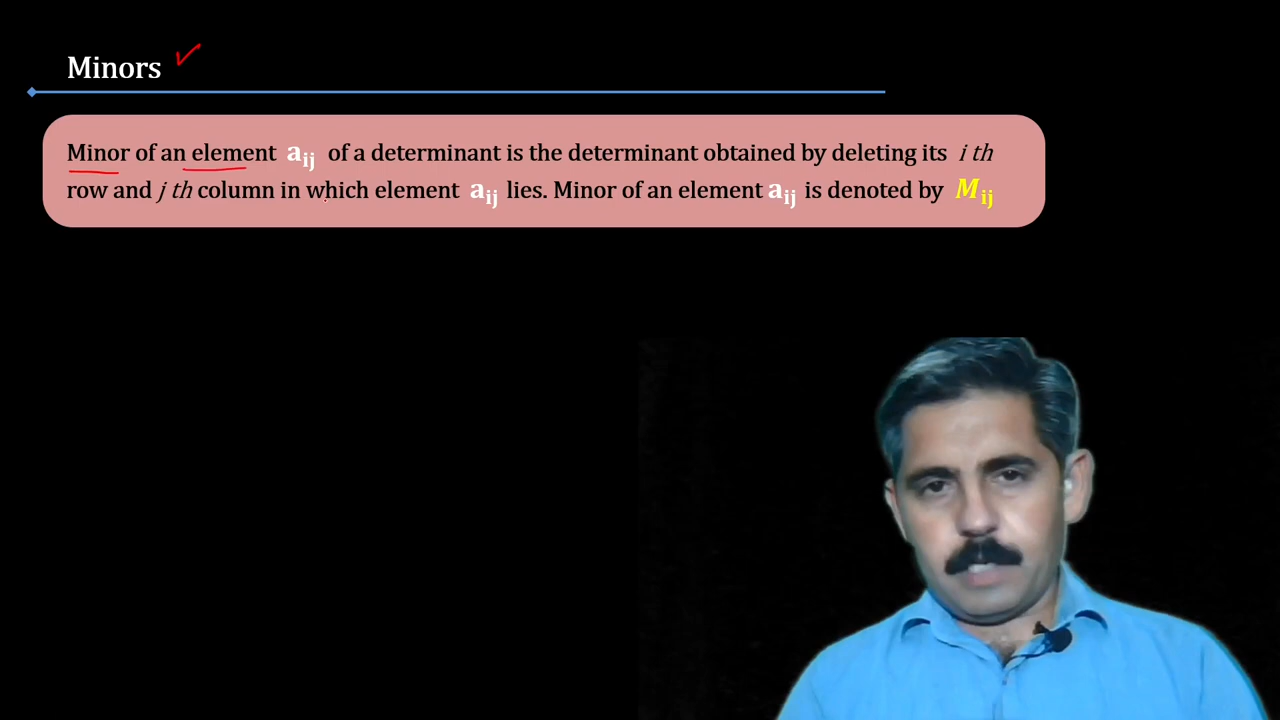 Minors
Minor of an element aᵢⱼ of a determinant is the determinant obtained by deleting its i th
row and j th column in which element aᵢⱼ lies. Minor of an element aᵢⱼ is denoted by Mᵢⱼ